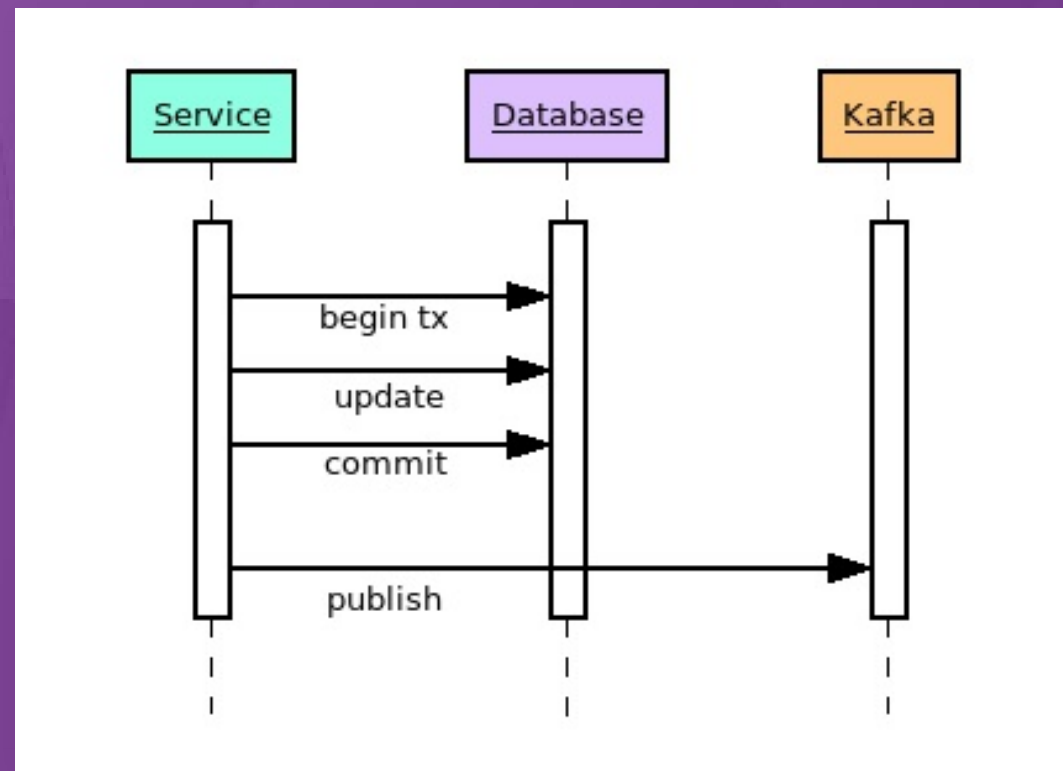 Service
Database
Kafka
begin tx
update
commit
publish